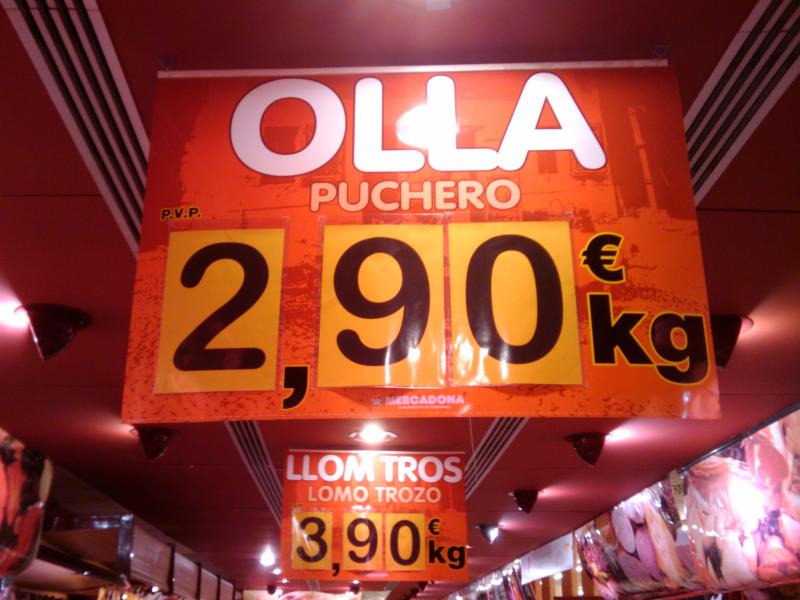 OLLA
PUCHERO
P.V.P.
2,90 € kg
MERCADONA
LLOM TROS
LOMO TROZO
3,90 € kg